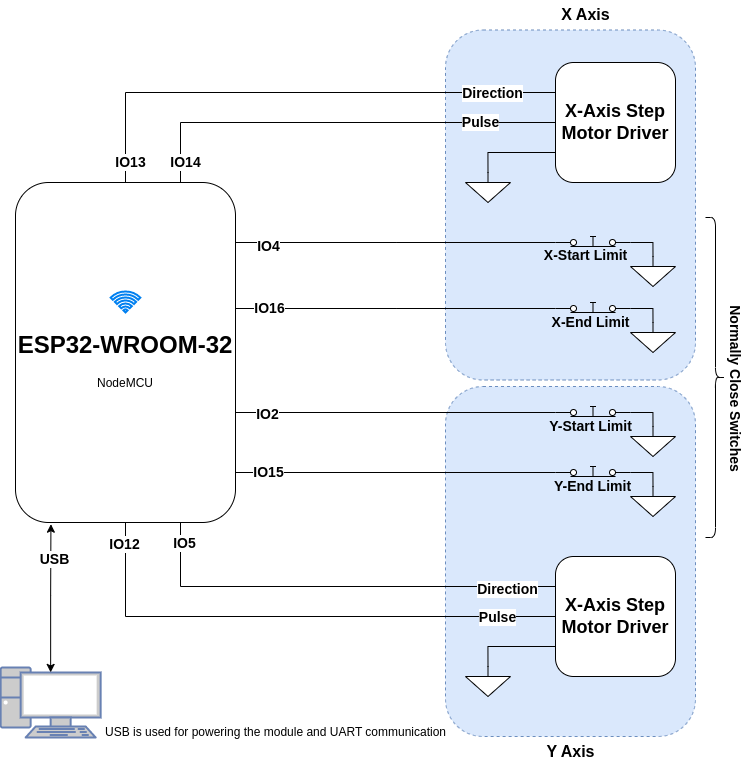 X Axis
Direction
X-Axis Step
Motor Driver
Pulse
IO13
IO14
IO4
X-Start Limit
IO16
X-End Limit
ESP32-WROOM-32
NodeMCU
Normally Close Switches
IO2
Y-Start Limit
IO15
Y-End Limit
IO12
IO5
USB
Direction
X-Axis Step
Motor Driver
Pulse
USB is used for powering the module and UART communication
Y Axis